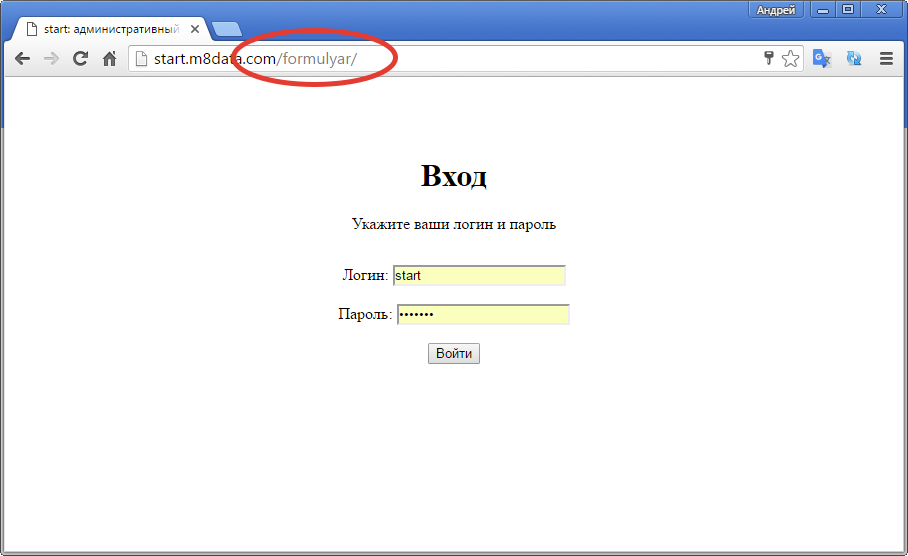 Андрей
start: административный
start.m8data.com/formulyar/
Вход
Укажите ваши логин и пароль
Логин: start
Пароль: •••••••
Войти